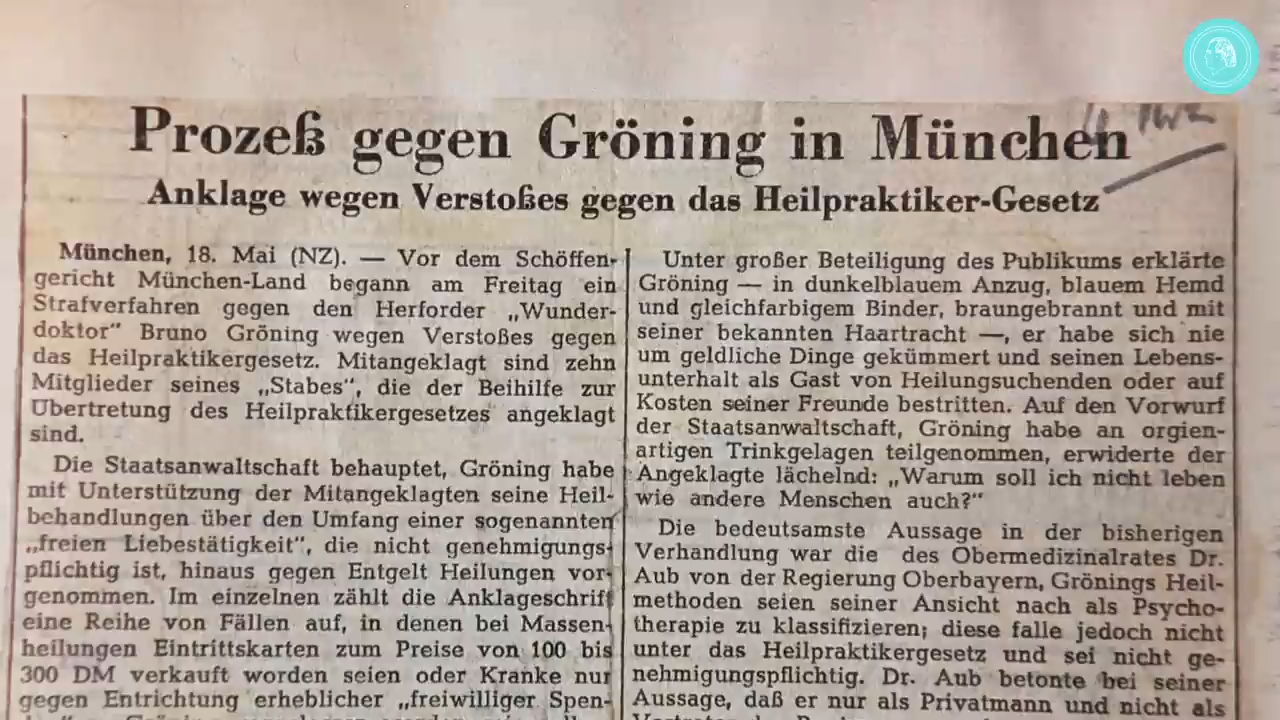 Prozeß gegen Gröning in München
Anklage wegen Verstoßes gegen das Heilpraktiker-Gesetz
München, 18. Mai (NZ). — Vor dem Schöffen-
gericht München-Land begann am Freitag ein
Strafverfahren gegen den Herforder „Wunder-
doktor“ Bruno Gröning wegen Verstoßes gegen
das Heilpraktikergesetz. Mitangeklagt sind zehn
Mitglieder seines „Stabes“, die der Beihilfe zur
Ubertretung des Heilpraktikergesetzes angeklagt
sind.
Die Staatsanwaltschaft behauptet, Gröning habe
mit Unterstützung der Mitangeklagten seine Heil-
behandlungen über den Umfang einer sogenannten
„freien Liebestätigkeit“, die nicht genehmigungs-
pflichtig ist, hinaus gegen Entgelt Heilungen vor-
genommen. Im einzelnen zählt die Anklageschrift
eine Reihe von Fällen auf, in denen bei Massen-
heilungen Eintrittskarten zum Preise von 100 bis
300 DM verkauft worden seien oder Kranke nur
gegen Entrichtung erheblicher „freiwilliger Spen-
Unter großer Beteiligung des Publikums erklärte
Gröning — in dunkelblauem Anzug, blauem Hemd
und gleichfarbigem Binder, braungebrannt und mit
seiner bekannten Haartracht —, er habe sich nie
um geldliche Dinge gekümmert und seinen Lebens-
unterhalt als Gast von Heilungsuchenden oder auf
Kosten seiner Freunde bestritten. Auf den Vorwurf
der Staatsanwaltschaft, Gröning habe an orgien-
artigen Trinkgelagen teilgenommen, erwiderte der
Angeklagte lächelnd: „Warum soll ich nicht leben
wie andere Menschen auch?“
Die bedeutsamste Aussage in der bisherigen
Verhandlung war die des Obermedizinalrates Dr.
Aub von der Regierung Oberbayern, Grönings Heil-
methoden seien seiner Ansicht nach als Psycho-
therapie zu klassifizieren; diese falle jedoch nicht
unter das Heilpraktikergesetz und sei nicht ge-
nehmigungspflichtig. Dr. Aub betonte bei seiner
Aussage, daß er nur als Privatmann und nicht als